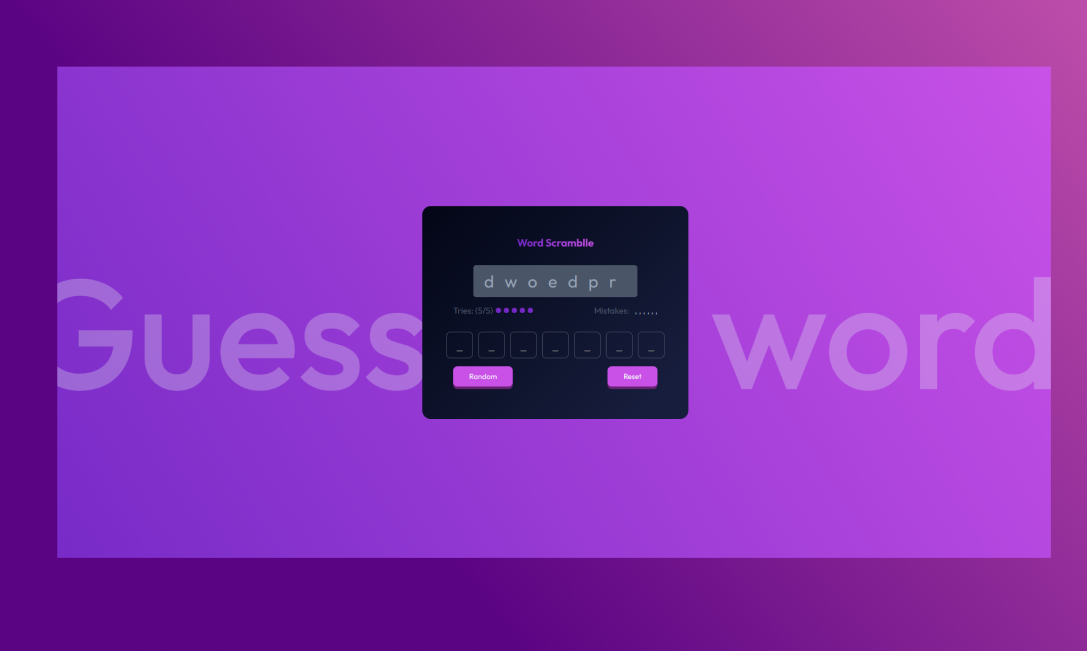 Word Scramblle
d w o e d p r
Tries: (5/5)
Mistakes: , , , , , ,
Guess word
_ _ _ _ _ _ _
Random
Reset